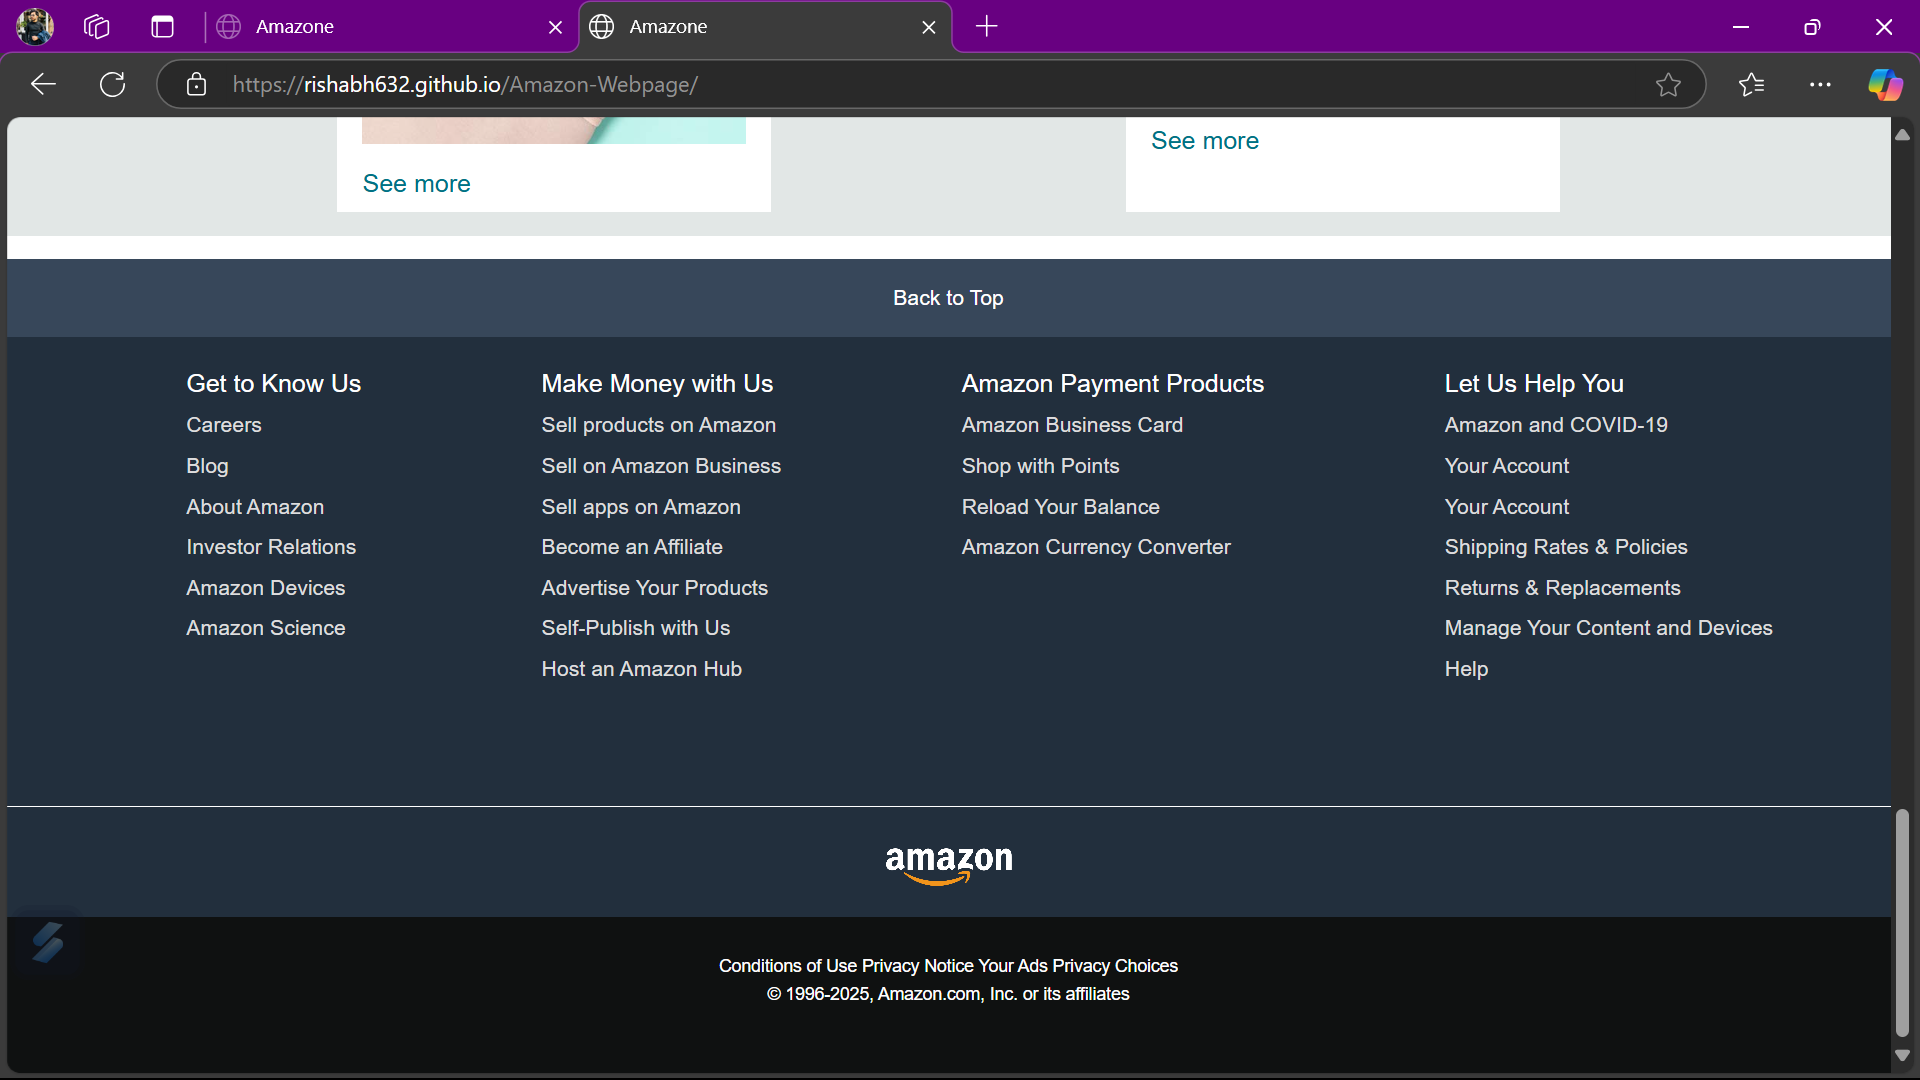 Amazone
Amazone
https://rishabh632.github.io/Amazon-Webpage/
See more
See more
Back to Top
Get to Know Us
Careers
Blog
About Amazon
Investor Relations
Amazon Devices
Amazon Science
Make Money with Us
Sell products on Amazon
Sell on Amazon Business
Sell apps on Amazon
Become an Affiliate
Advertise Your Products
Self-Publish with Us
Host an Amazon Hub
Amazon Payment Products
Amazon Business Card
Shop with Points
Reload Your Balance
Amazon Currency Converter
Let Us Help You
Amazon and COVID-19
Your Account
Your Account
Shipping Rates & Policies
Returns & Replacements
Manage Your Content and Devices
Help
amazon
Conditions of Use Privacy Notice Your Ads Privacy Choices
© 1996-2025, Amazon.com, Inc. or its affiliates